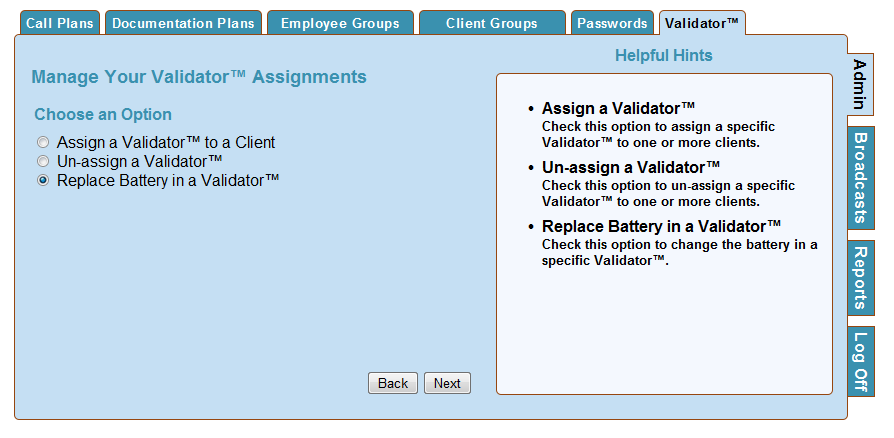 Call Plans
Documentation Plans
Employee Groups
Client Groups
Passwords
Validator™
Manage Your Validator™ Assignments
Choose an Option
Assign a Validator™ to a Client
Un-assign a Validator™
Replace Battery in a Validator™
Back
Next
Helpful Hints
• Assign a Validator™
Check this option to assign a specific
Validator™ to one or more clients.
• Un-assign a Validator™
Check this option to un-assign a specific
Validator™ to one or more clients.
• Replace Battery in a Validator™
Check this option to change the battery in a
specific Validator™.
Admin
Broadcasts
Reports
Log Off